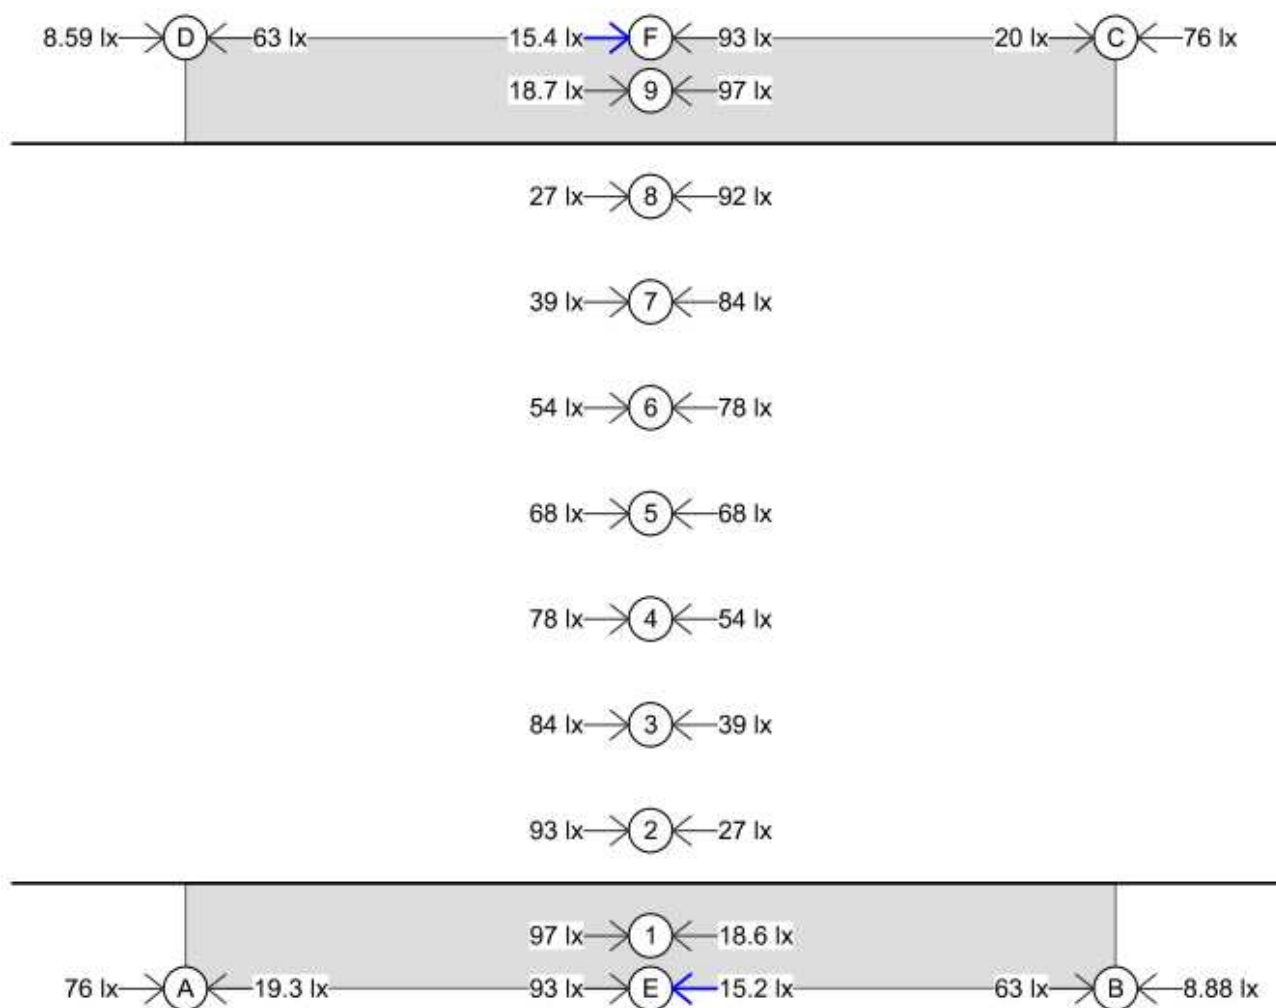 8.59 lx D 63 lx 15.4 lx F 93 lx 20 lx C 76 lx
18.7 lx 9 97 lx
27 lx 8 92 lx
39 lx 7 84 lx
54 lx 6 78 lx
68 lx 5 68 lx
78 lx 4 54 lx
84 lx 3 39 lx
93 lx 2 27 lx
97 lx 1 18.6 lx
76 lx A 19.3 lx 93 lx E 15.2 lx 63 lx B 8.88 lx